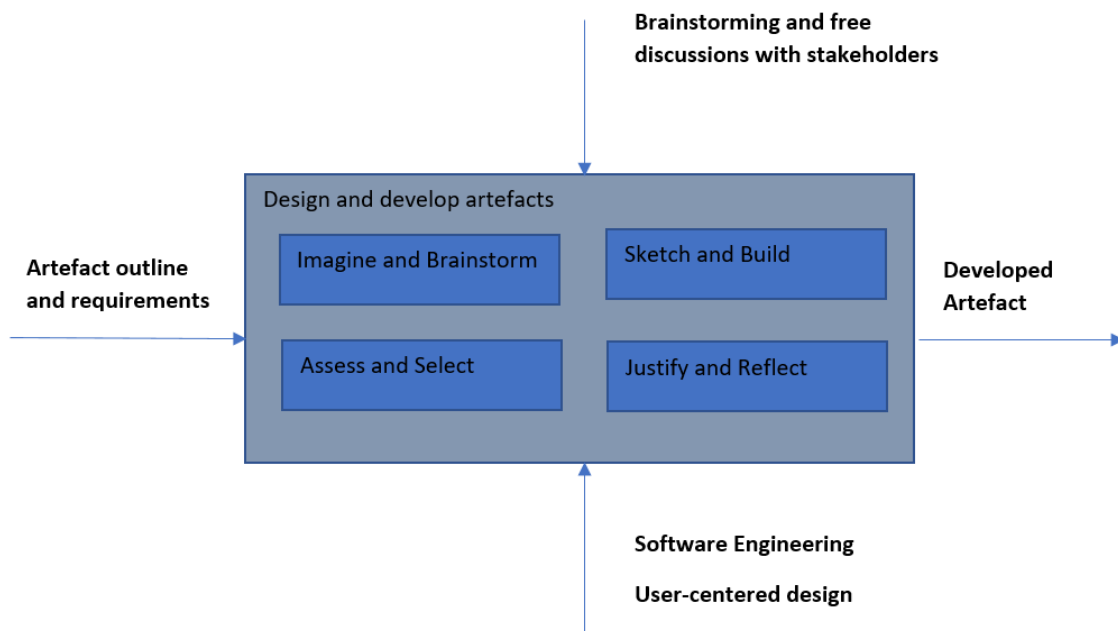 Brainstorming and free
discussions with stakeholders
Design and develop artefacts
Imagine and Brainstorm
Sketch and Build
Artefact outline
and requirements
Developed
Artefact
Assess and Select
Justify and Reflect
Software Engineering
User-centered design